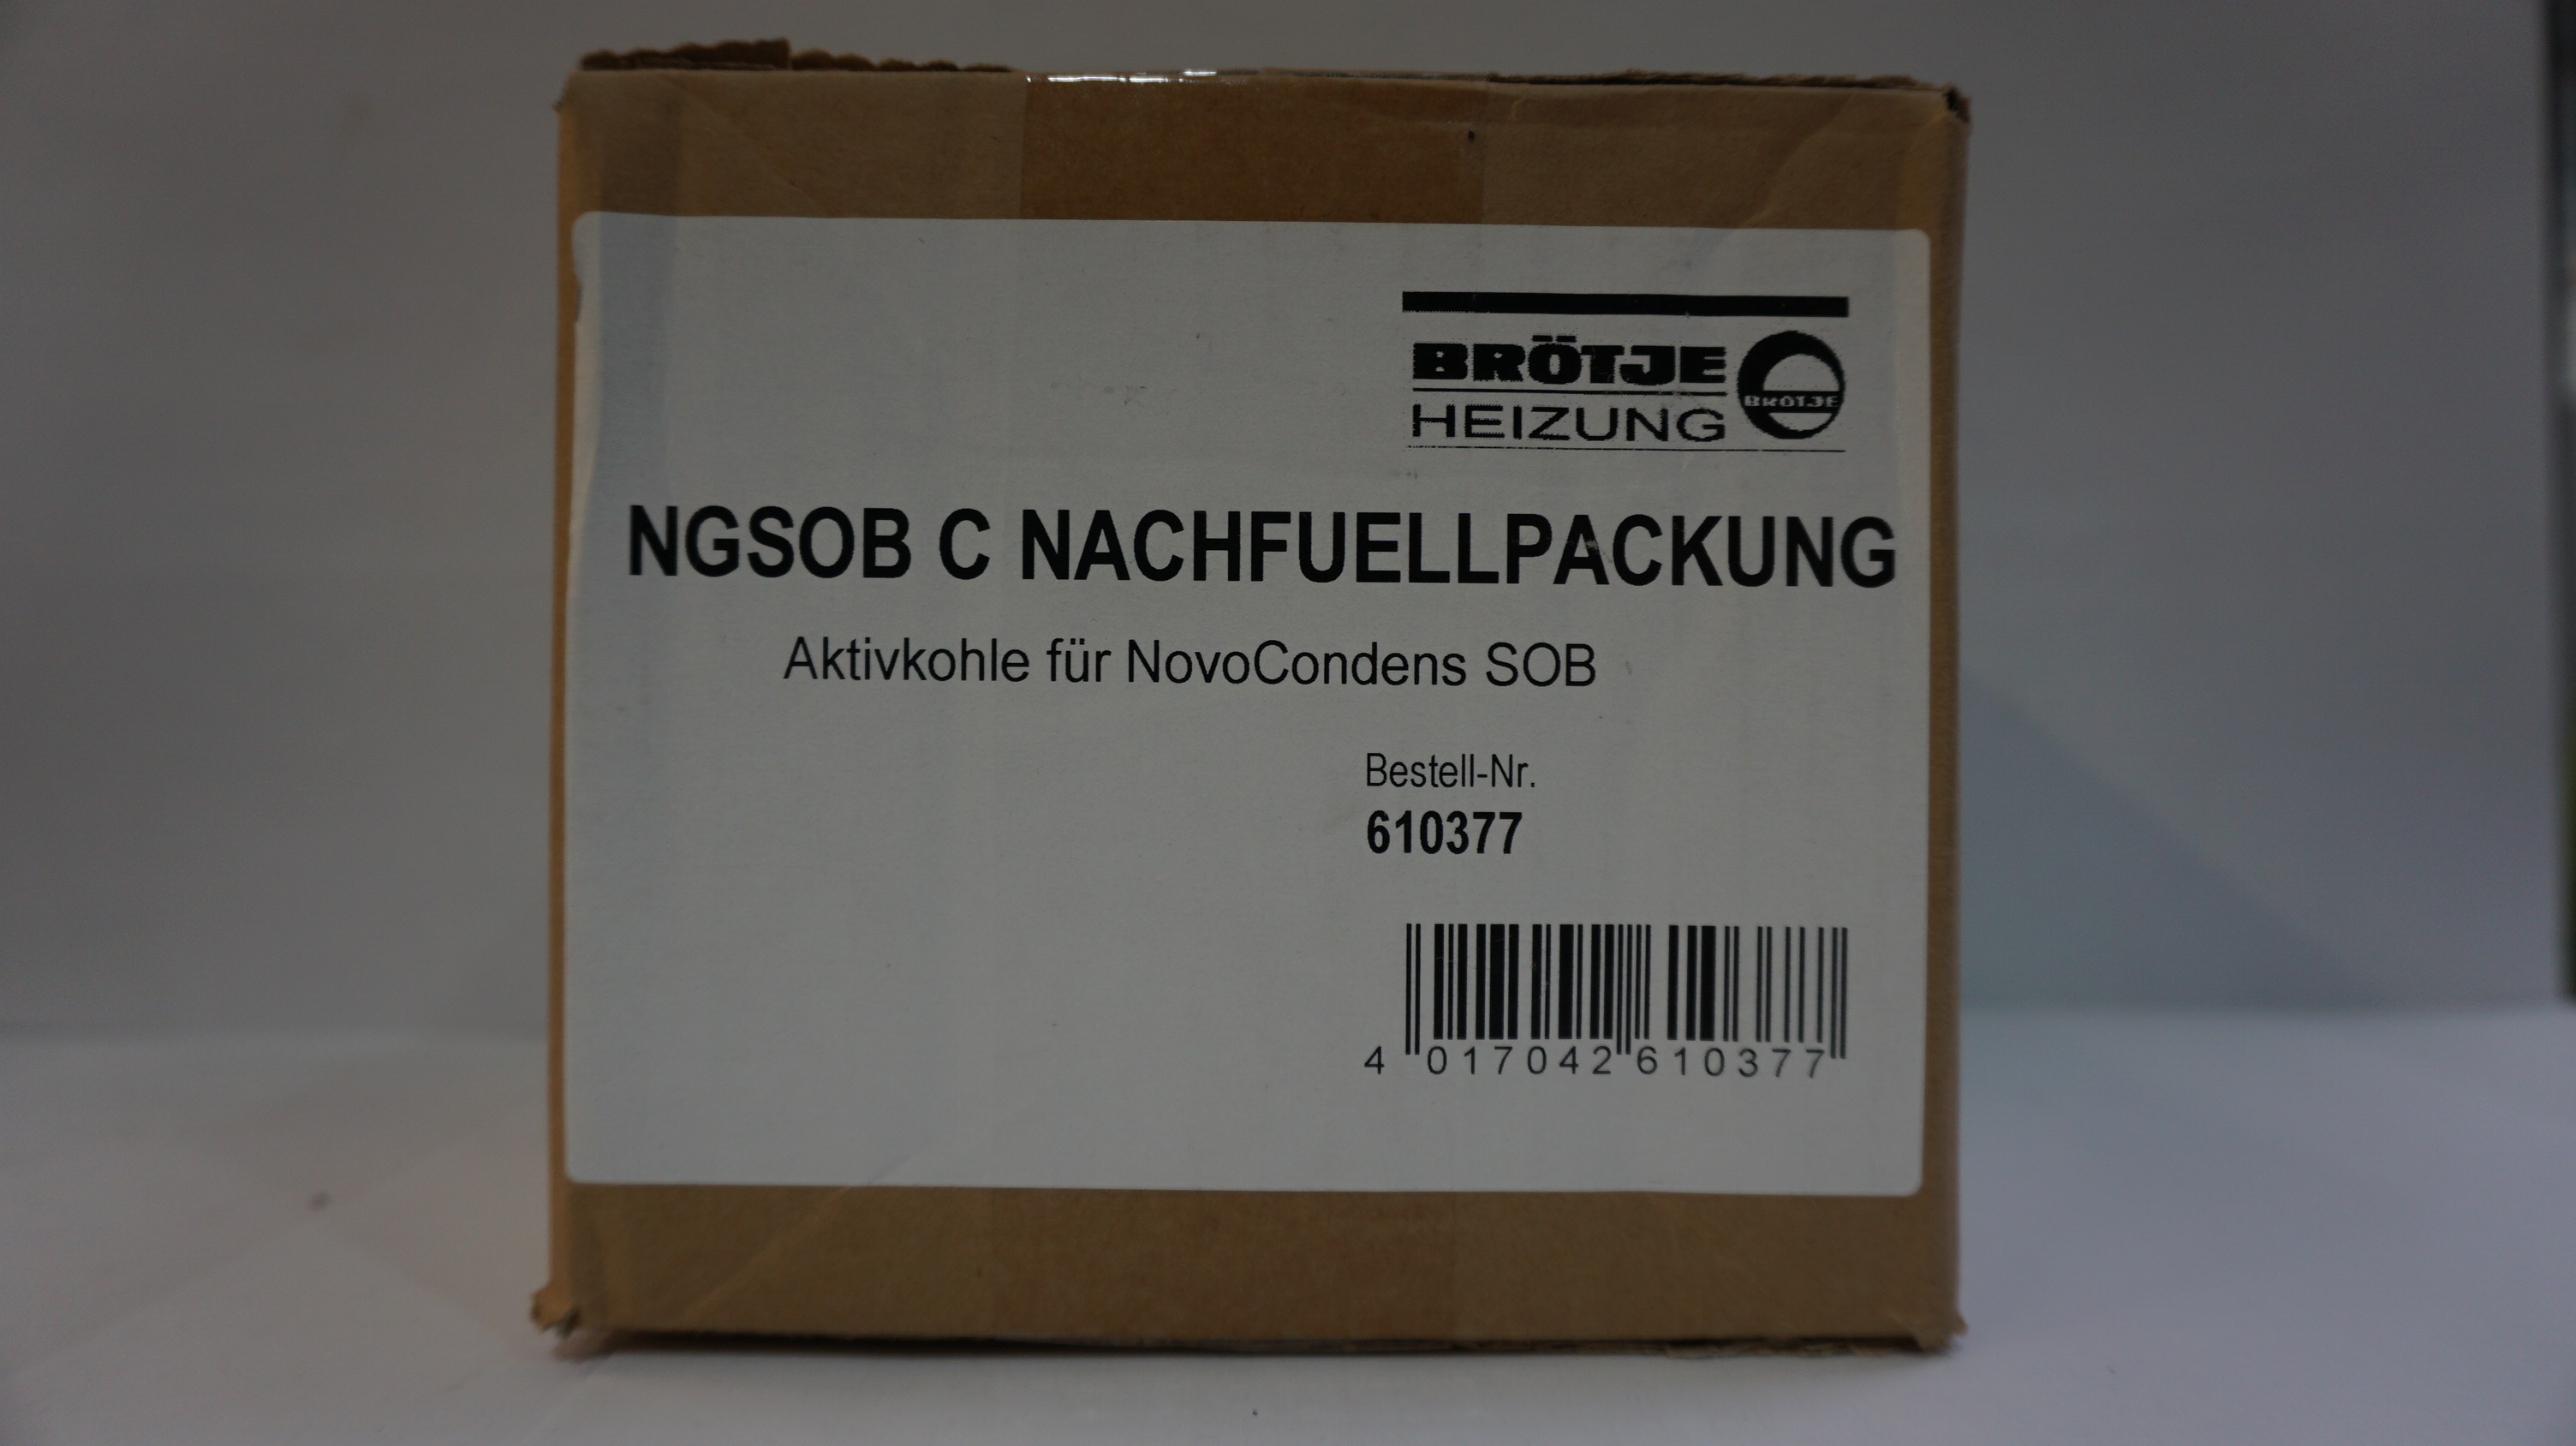 BRÖTJE
HEIZUNG
BRÖTJE
NGSOB C NACHFUELLPACKUNG
Aktivkohle für NovoCondens SOB
Bestell-Nr.
610377
4 017042 610377